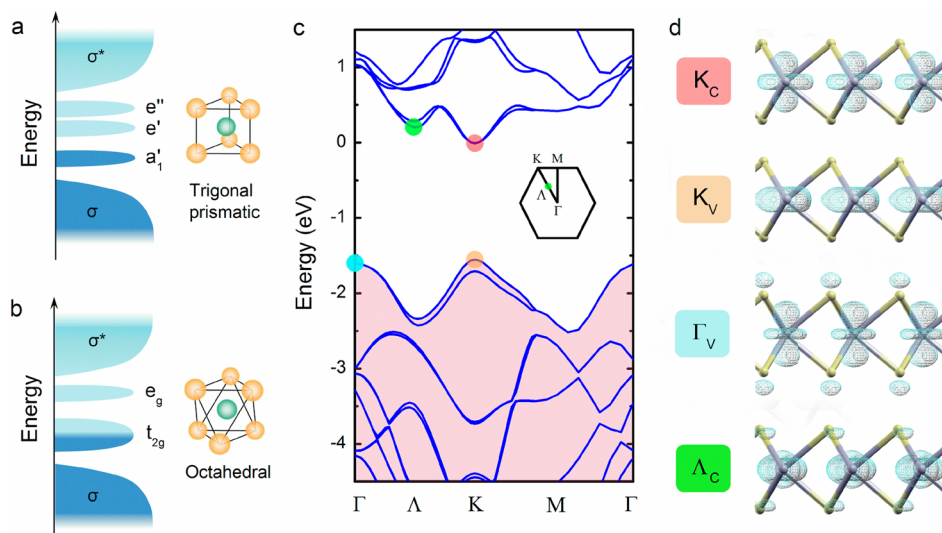 a
Energy
σ*
e''
e'
a'₁
σ
Trigonal
prismatic
b
Energy
σ*
e_g
t_2g
σ
Octahedral
c
Energy (eV)
1
0
-1
-2
-3
-4
K M
Λ
Γ
Γ Λ K M Γ
d
K_C
K_V
Γ_V
Λ_C